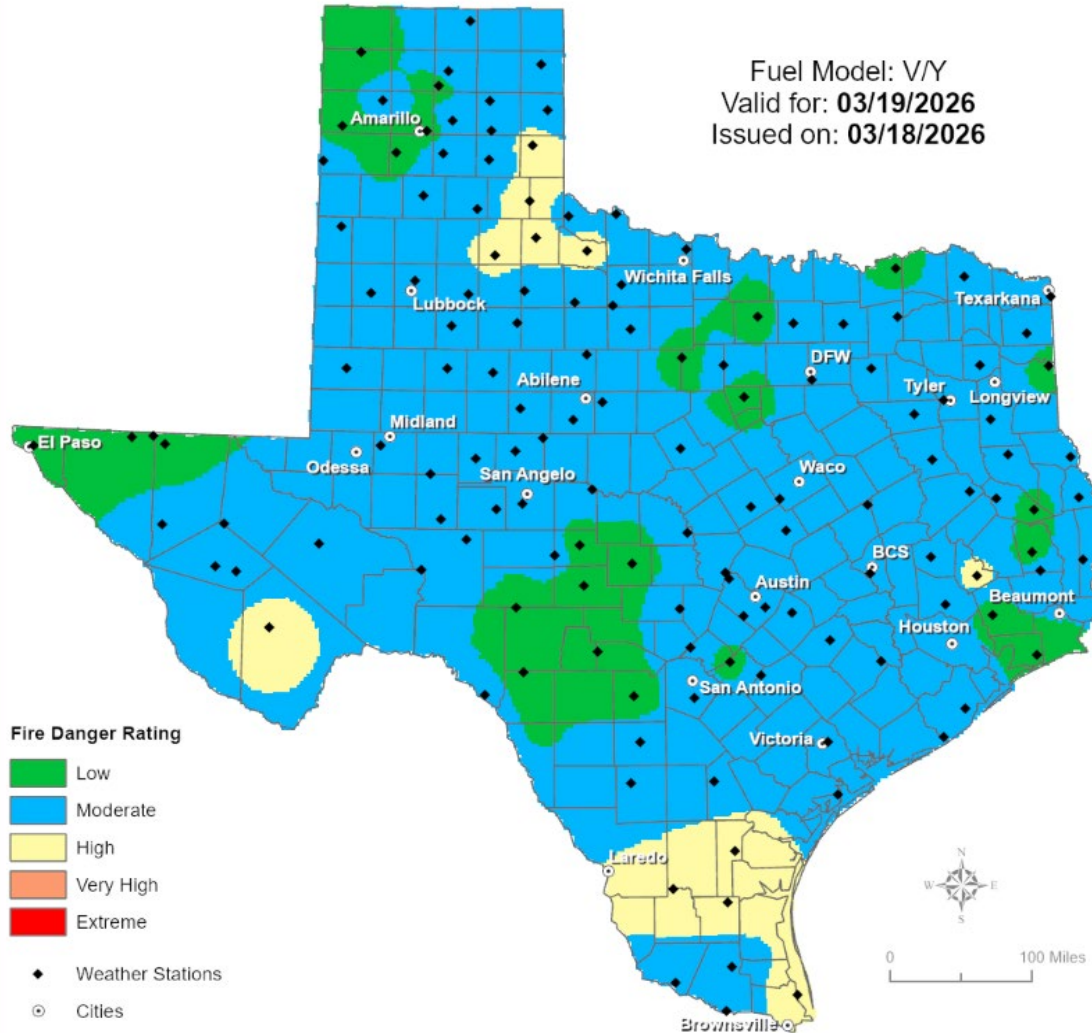 Fuel Model: V/Y
Valid for: 03/19/2026
Issued on: 03/18/2026
Amarillo
Wichita Falls
Lubbock
Texarkana
DFW
Abilene
Tyler
Longview
Midland
El Paso
Odessa
San Angelo
Waco
BCS
Austin
Beaumont
Houston
San Antonio
Victoria
Laredo
Brownsville
Fire Danger Rating
Low
Moderate
High
Very High
Extreme
Weather Stations
Cities
N
W E
S
0 100 Miles